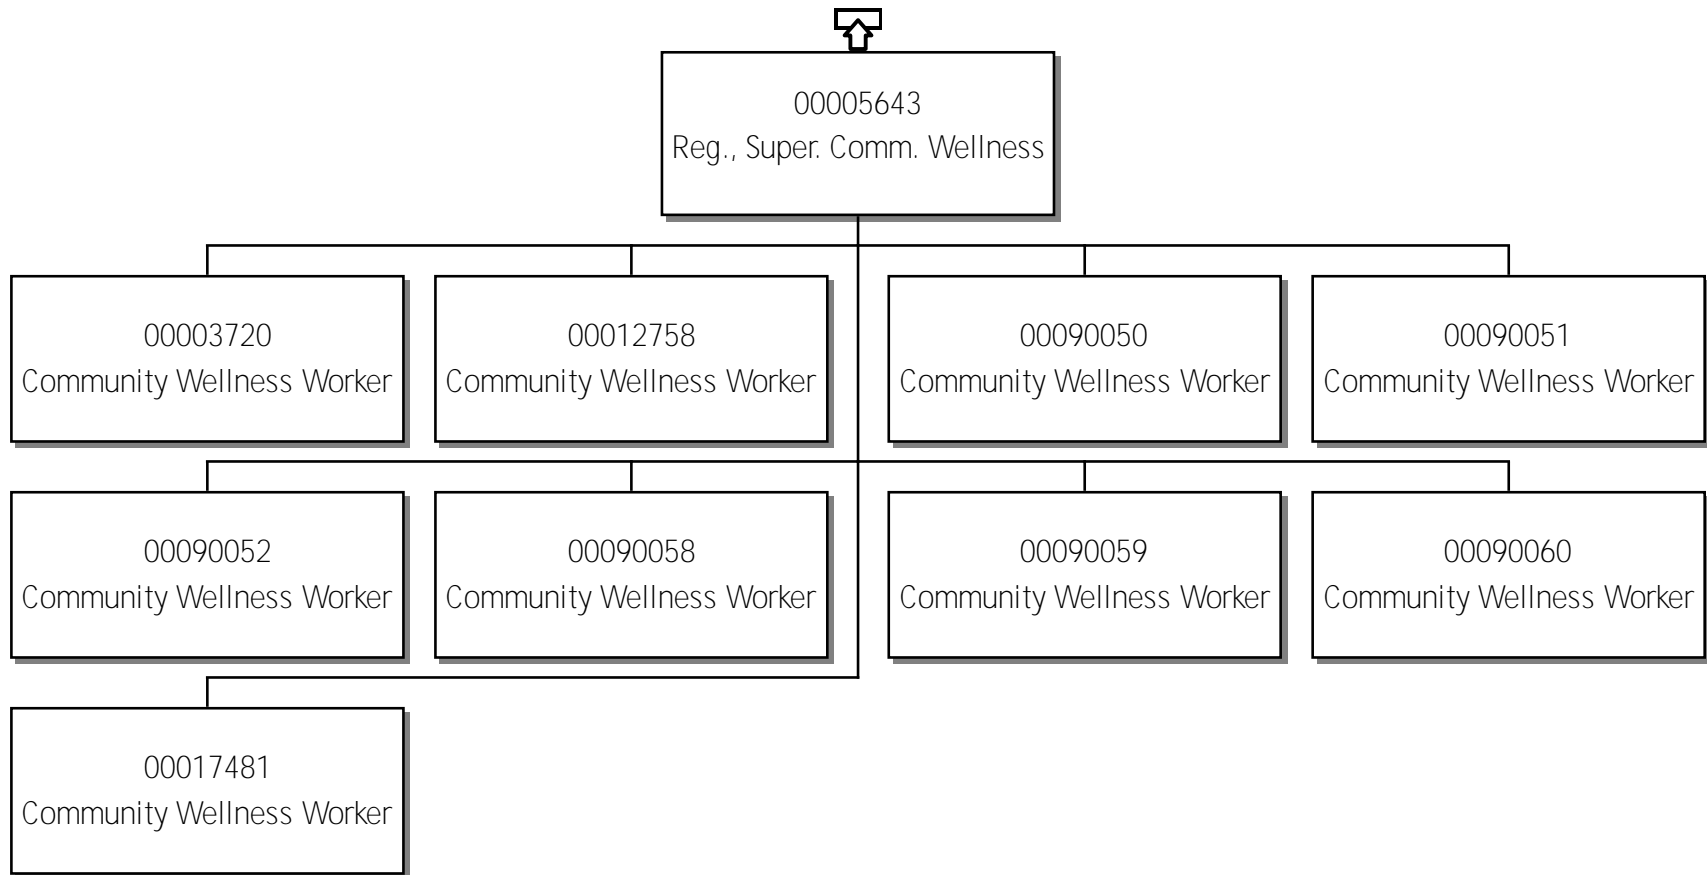 00005643
Reg., Super. Comm. Wellness
00003720
Community Wellness Worker
00012758
Community Wellness Worker
00090050
Community Wellness Worker
00090051
Community Wellness Worker
00090052
Community Wellness Worker
00090058
Community Wellness Worker
00090059
Community Wellness Worker
00090060
Community Wellness Worker
00017481
Community Wellness Worker